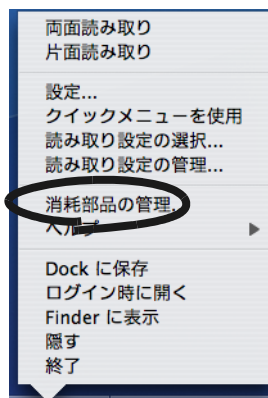 両面読み取り
片面読み取り
設定...
クイックメニューを使用
読み取り設定の選択...
読み取り設定の管理...
消耗部品の管理...
ヘルプ
Dock に保存
ログイン時に開く
Finder に表示
隠す
終了